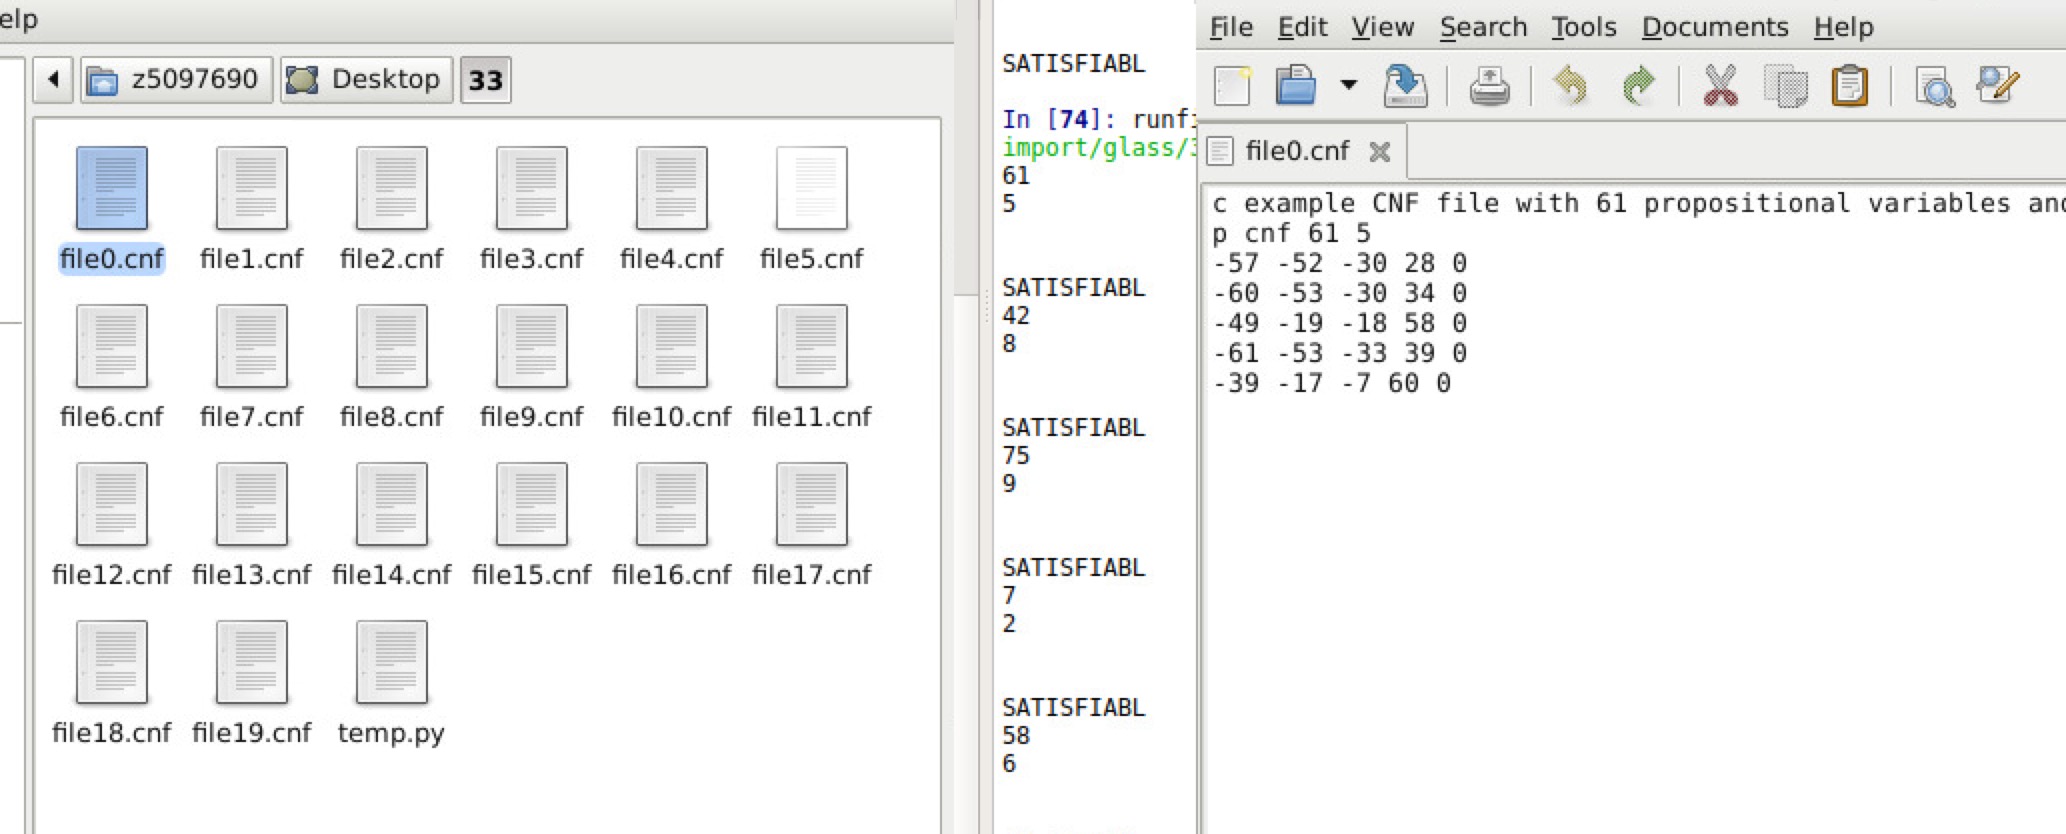 elp
z5097690 Desktop 33
file0.cnf file1.cnf file2.cnf file3.cnf file4.cnf file5.cnf
file6.cnf file7.cnf file8.cnf file9.cnf file10.cnf file11.cnf
file12.cnf file13.cnf file14.cnf file15.cnf file16.cnf file17.cnf
file18.cnf file19.cnf temp.py
SATISFIABL
In [74]: runfi
import/glass/3
61
5
SATISFIABL
42
8
SATISFIABL
75
9
SATISFIABL
7
2
SATISFIABL
58
6
File Edit View Search Tools Documents Help
file0.cnf
c example CNF file with 61 propositional variables and
p cnf 61 5
-57 -52 -30 28 0
-60 -53 -30 34 0
-49 -19 -18 58 0
-61 -53 -33 39 0
-39 -17 -7 60 0